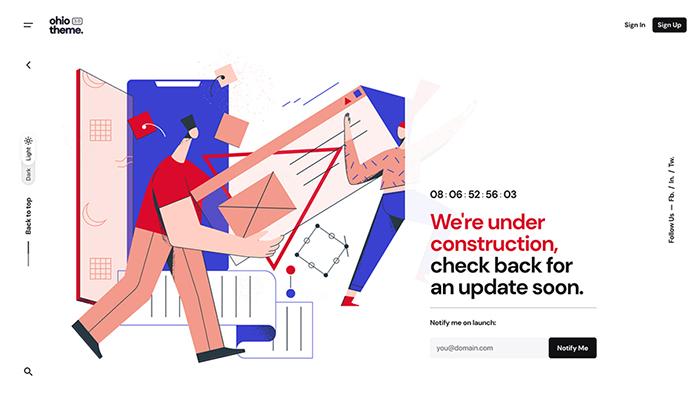 ohio 3.0
theme.
Sign In
Sign Up
Light
Dark
Back to top
Follow Us — Fb. / In. / Tw.
08 : 06 : 52 : 56 : 03
We're under
construction,
check back for
an update soon.
Notify me on launch:
you@domain.com
Notify Me